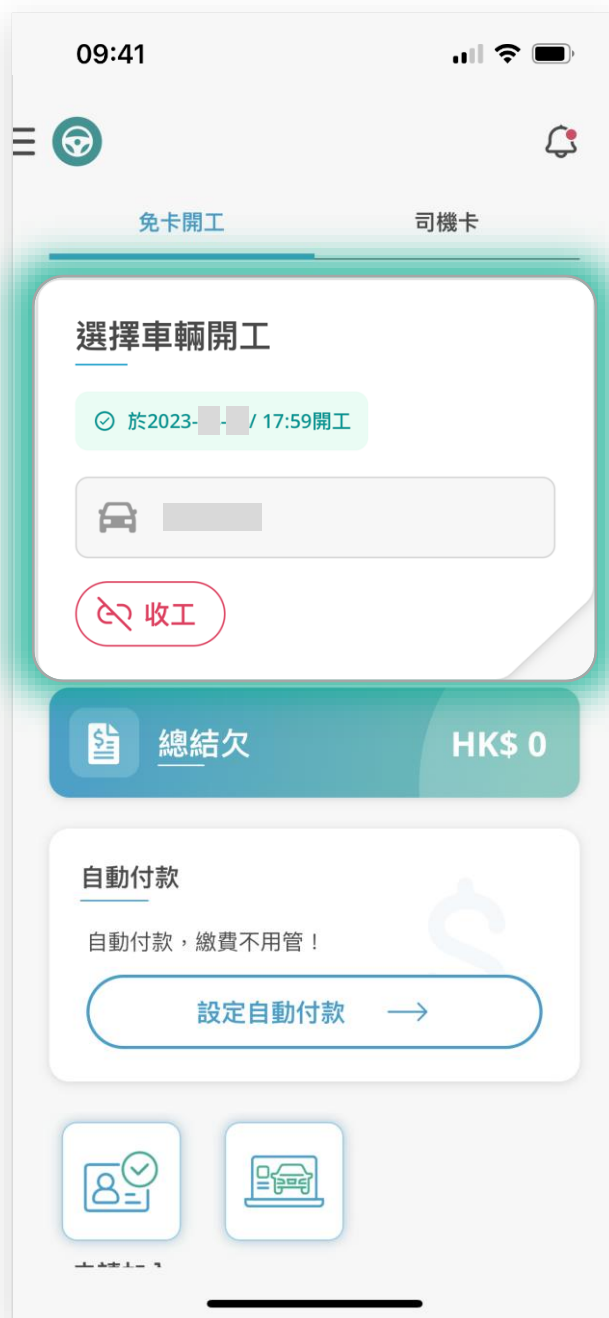 09:41
免卡開工
司機卡
選擇車輛開工
於2023- - / 17:59開工
收工
總結欠
HK$ 0
自動付款
自動付款，繳費不用管！
設定自動付款